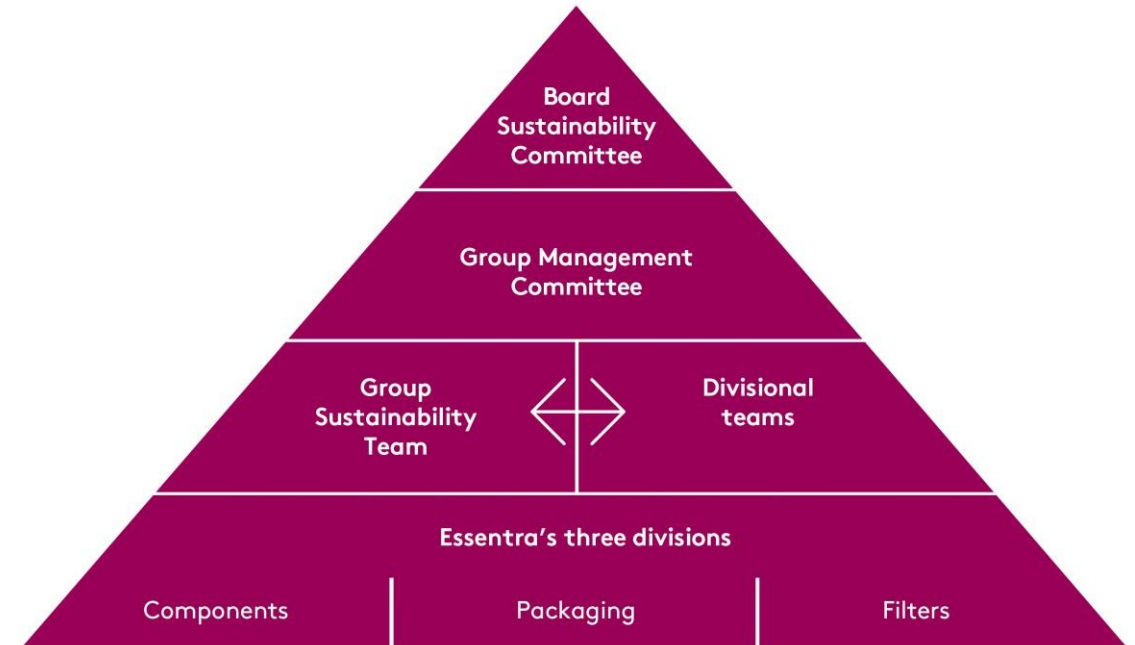 Board
Sustainability
Committee
Group Management
Committee
Group
Sustainability
Team
Divisional
teams
Essentra’s three divisions
Components
Packaging
Filters